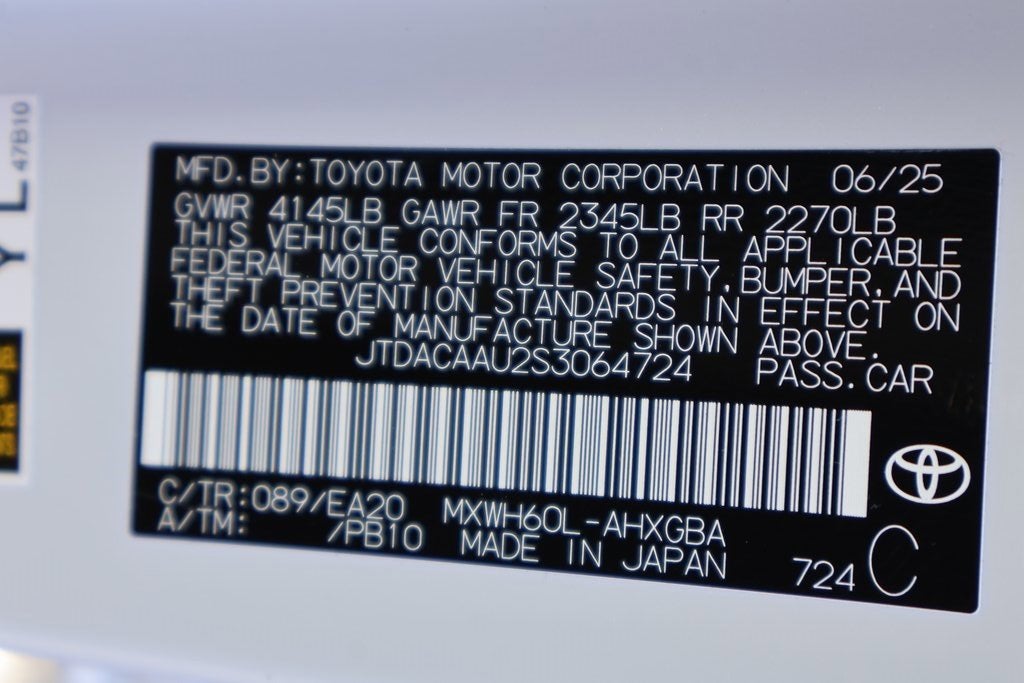 MFD.BY:TOYOTA MOTOR CORPORATION 06/25
GVWR 4145LB GAWR FR 2345LB RR 2270LB
THIS VEHICLE CONFORMS TO ALL APPLICABLE
FEDERAL MOTOR VEHICLE SAFETY,BUMPER,AND
THEFT PREVENTION STANDARDS IN EFFECT ON
THE DATE OF MANUFACTURE SHOWN ABOVE.
JTDACAAU2S3064724 PASS.CAR
C/TR:089/EA20 MXWH60L-AHXGBA
A/TM: /PB10 MADE IN JAPAN 724 C
47B10
Y L